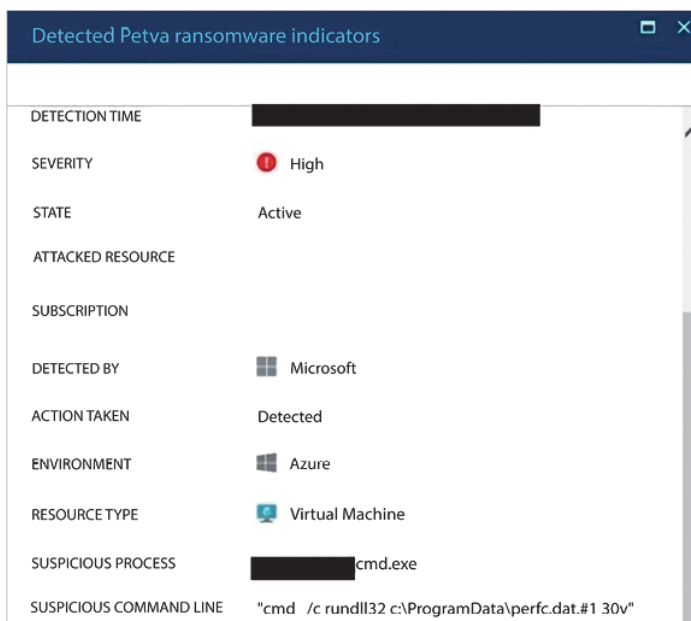 Detected Petva ransomware indicators
DETECTION TIME
SEVERITY High
STATE Active
ATTACKED RESOURCE
SUBSCRIPTION
DETECTED BY Microsoft
ACTION TAKEN Detected
ENVIRONMENT Azure
RESOURCE TYPE Virtual Machine
SUSPICIOUS PROCESS cmd.exe
SUSPICIOUS COMMAND LINE "cmd /c rundll32 c:\ProgramData\perfc.dat.#1 30v"